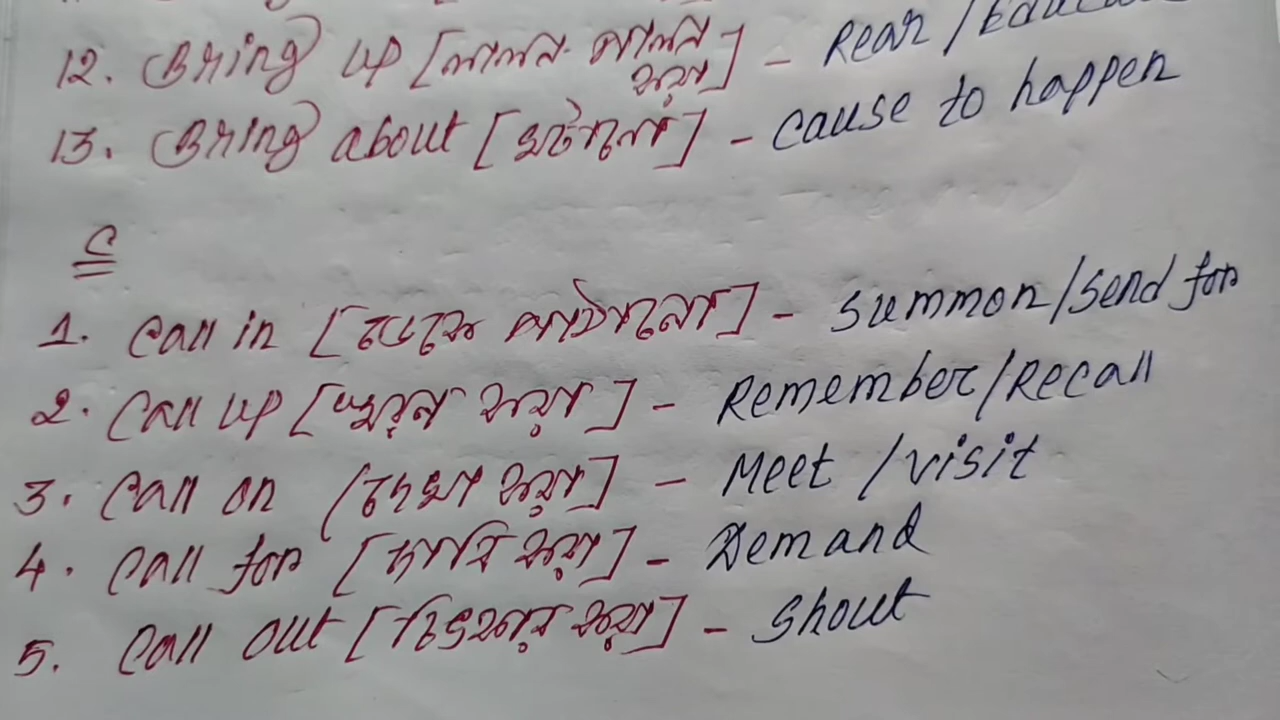 12. Bring up [লালন পালন করা] - Rear / Educate
13. Bring about [ঘটানো] - cause to happen
C
1. Call in [ডেকে পাঠানো] - Summon/Send for
2. Call up [স্মরণ করা] - Remember/Recall
3. Call on [দেখা করা] - Meet / visit
4. Call for [দাবি করা] - Demand
5. Call out [চিৎকার করা] - Shout